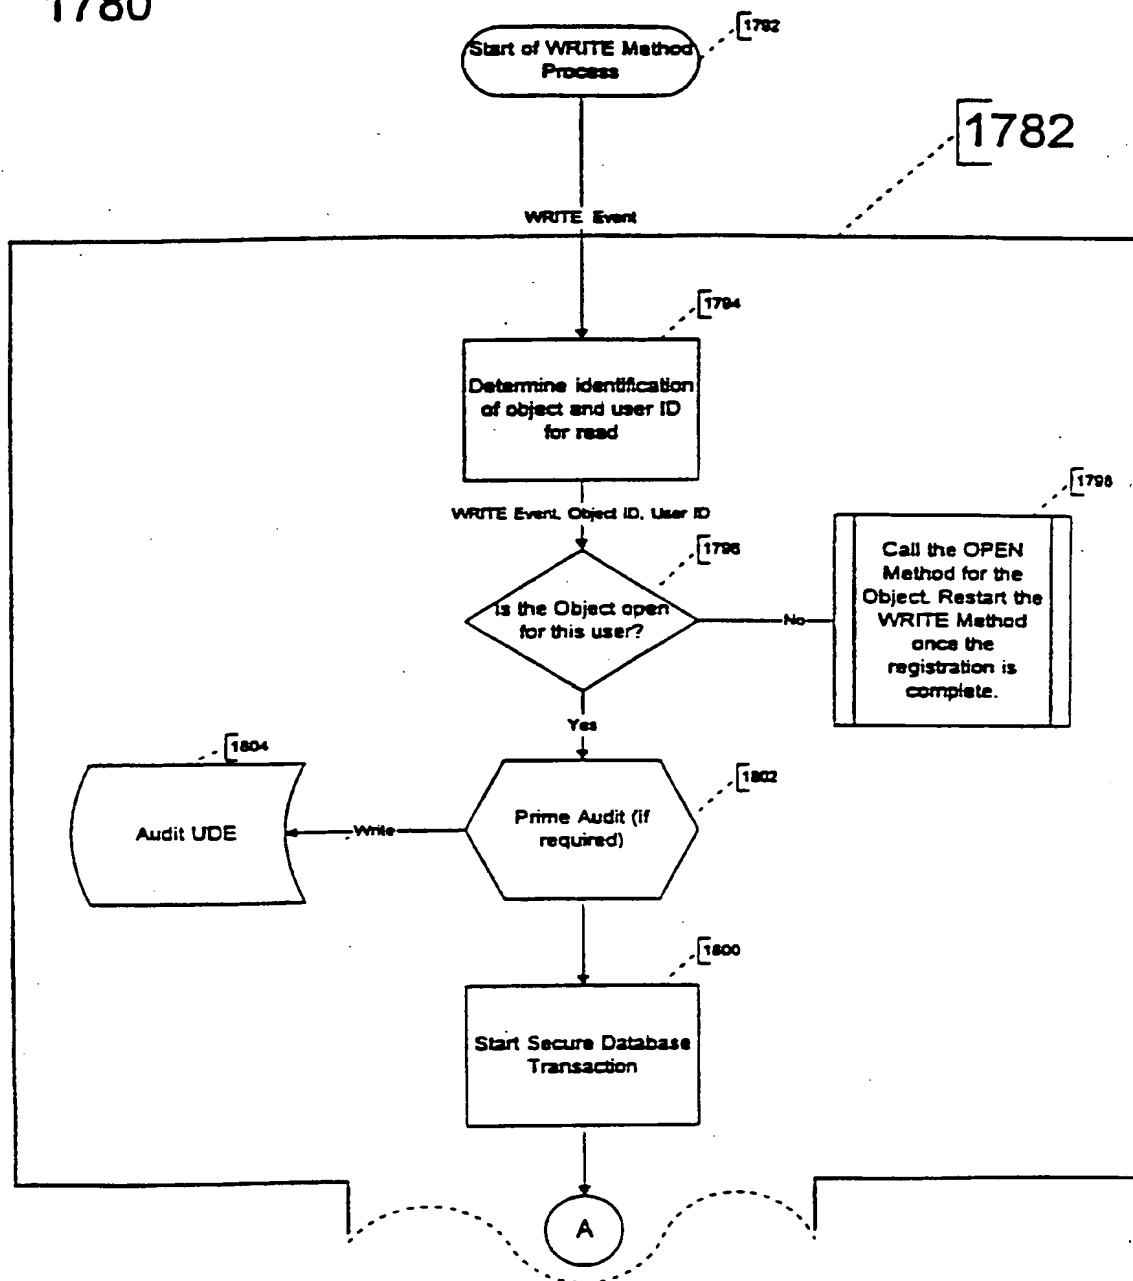 1780
1792
Start of WRITE Method
Process
1782
WRITE Event
1794
Determine identification
of object and user ID
for read
WRITE Event, Object ID, User ID
1796
Is the Object open
for this user?
No
1798
Call the OPEN
Method for the
Object. Restart the
WRITE Method
once the
registration is
complete.
Yes
1804
Audit UDE
Write
1802
Prime Audit (if
required)
1800
Start Secure Database
Transaction
A